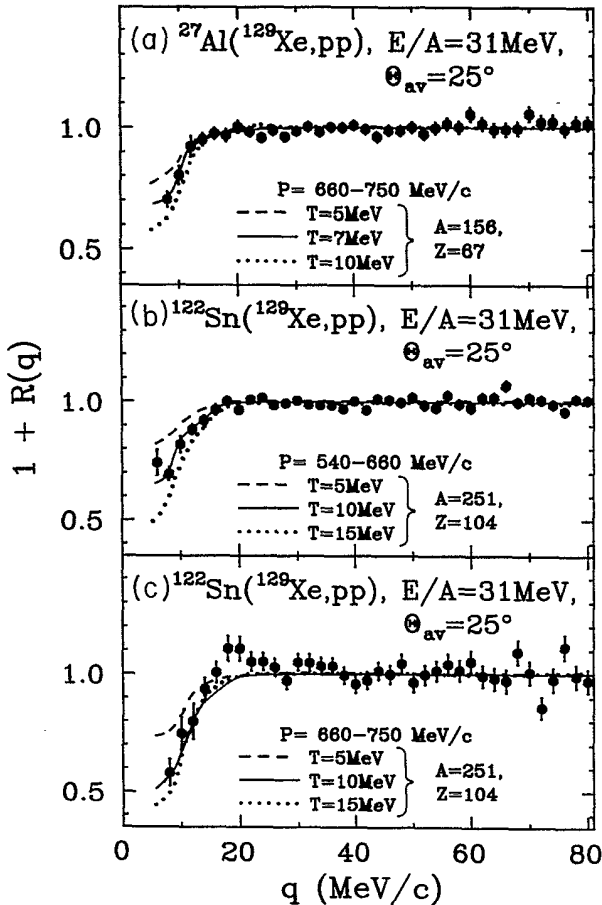 (a) ²⁷Al(¹²⁹Xe,pp), E/A=31MeV,
Θav=25°
1.0
P= 660-750 MeV/c
T=5MeV
T=7MeV
T=10MeV
A=156,
Z=67
0.5
(b) ¹²²Sn(¹²⁹Xe,pp), E/A=31MeV,
Θav=25°
1.0
P= 540-660 MeV/c
T=5MeV
T=10MeV
T=15MeV
A=251,
Z=104
0.5
(c) ¹²²Sn(¹²⁹Xe,pp), E/A=31MeV,
Θav=25°
1.0
P= 660-750 MeV/c
T=5MeV
T=10MeV
T=15MeV
A=251,
Z=104
0.5
1 + R(q)
0 20 40 60 80
q (MeV/c)